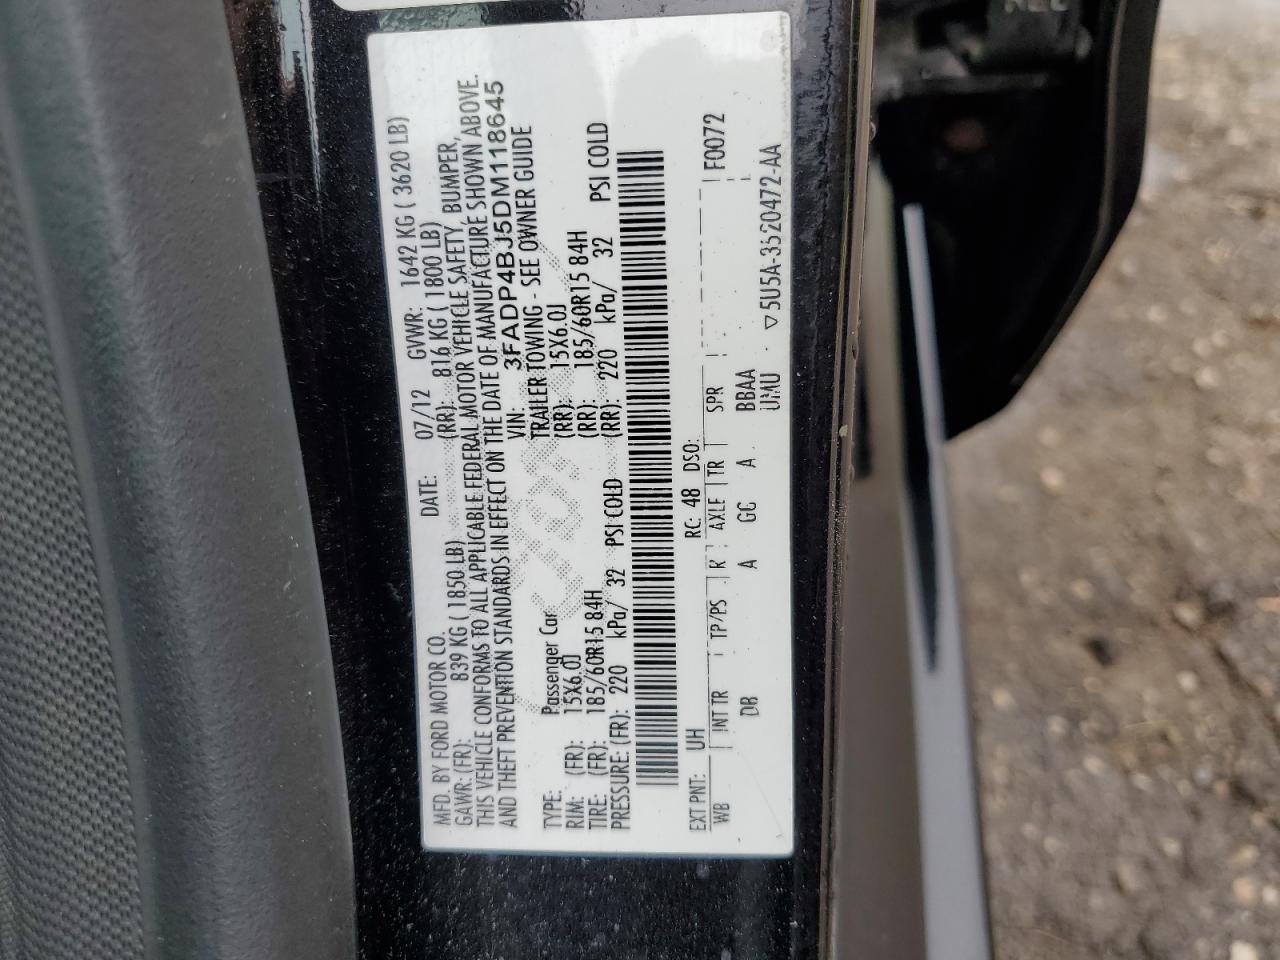 MFD. BY FORD MOTOR CO.
DATE: 07/12 GVWR: 1642 KG ( 3620 LB)
GAWR: (FR): 839 KG ( 1850 LB) (RR): 816 KG ( 1800 LB)
THIS VEHICLE CONFORMS TO ALL APPLICABLE FEDERAL MOTOR VEHICLE SAFETY, BUMPER,
AND THEFT PREVENTION STANDARDS IN EFFECT ON THE DATE OF MANUFACTURE SHOWN ABOVE.
VIN: 3FADP4BJ5DM118645
TYPE: Passenger Car TRAILER TOWING - SEE OWNER GUIDE
RIM: (FR): 15X6.0J (RR): 15X6.0J
TIRE: (FR): 185/60R15 84H (RR): 185/60R15 84H
PRESSURE: (FR): 220 kPa/ 32 PSI COLD (RR): 220 kPa/ 32 PSI COLD
EXT PNT: UH RC: 48 DSO: F0072
WB INT TR TP/PS R AXLE TR SPR
DB A GC A BBAA
UMU ▽5U5A-3520472-AA